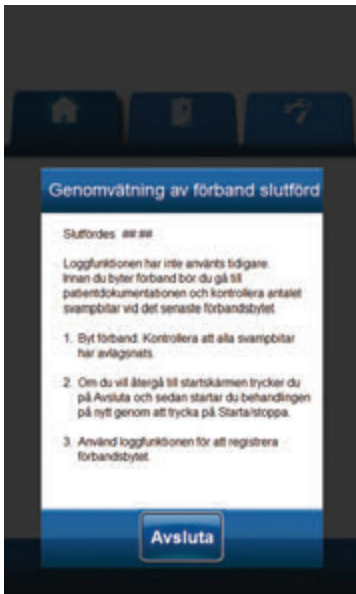 Genomvätning av förband slutförd
Slutfördes ##:##
Loggfunktionen har inte använts tidigare.
Innan du byter förband bör du gå till
patientdokumentationen och kontrollera antalet
svampbitar vid det senaste förbandsbytet.
1. Byt förband. Kontrollera att alla svampbitar
har avlägsnats.
2. Om du vill återgå till startskärmen trycker du
på Avsluta och sedan startar du behandlingen
på nytt genom att trycka på Starta/stoppa.
3. Använd loggfunktionen för att registrera
förbandsbytet.
Avsluta